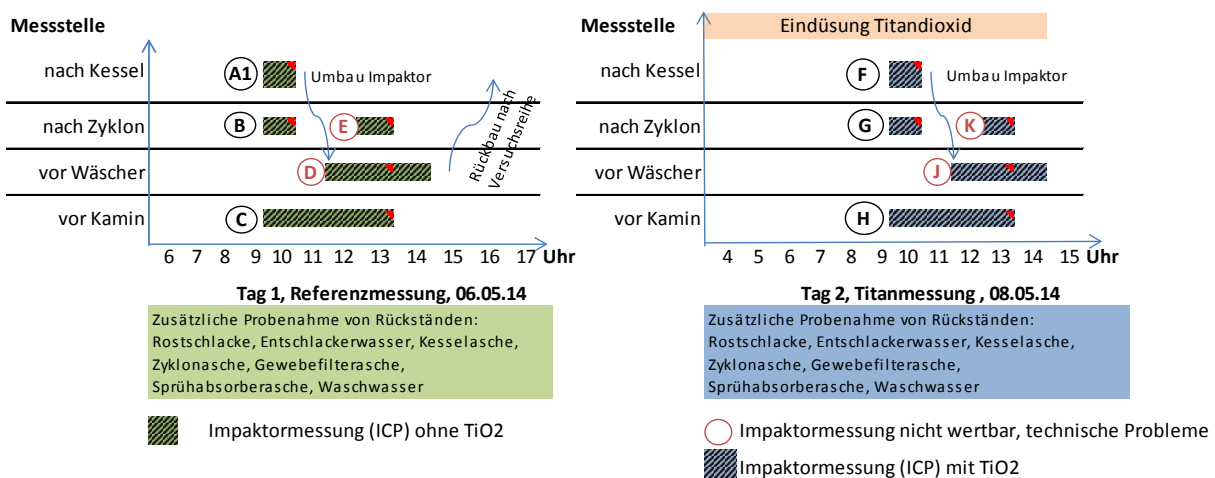 Messstelle
nach Kessel
A1
Umbau Impaktor
nach Zyklon
B
E
Rückbau nach
Versuchsreihe
vor Wäscher
D
vor Kamin
C
6 7 8 9 10 11 12 13 14 15 16 17 Uhr
Tag 1, Referenzmessung, 06.05.14
Zusätzliche Probenahme von Rückständen:
Rostschlacke, Entschlackerwasser, Kesselasche,
Zyklonasche, Gewebefilterasche,
Sprühabsorberasche, Waschwasser
Impaktormessung (ICP) ohne TiO2
Messstelle
Eindüsung Titandioxid
nach Kessel
F
Umbau Impaktor
nach Zyklon
G
K
vor Wäscher
J
vor Kamin
H
4 5 6 7 8 9 10 11 12 13 14 15 Uhr
Tag 2, Titanmessung , 08.05.14
Zusätzliche Probenahme von Rückständen:
Rostschlacke, Entschlackerwasser, Kesselasche,
Zyklonasche, Gewebefilterasche,
Sprühabsorberasche, Waschwasser
Impaktormessung nicht wertbar, technische Probleme
Impaktormessung (ICP) mit TiO2